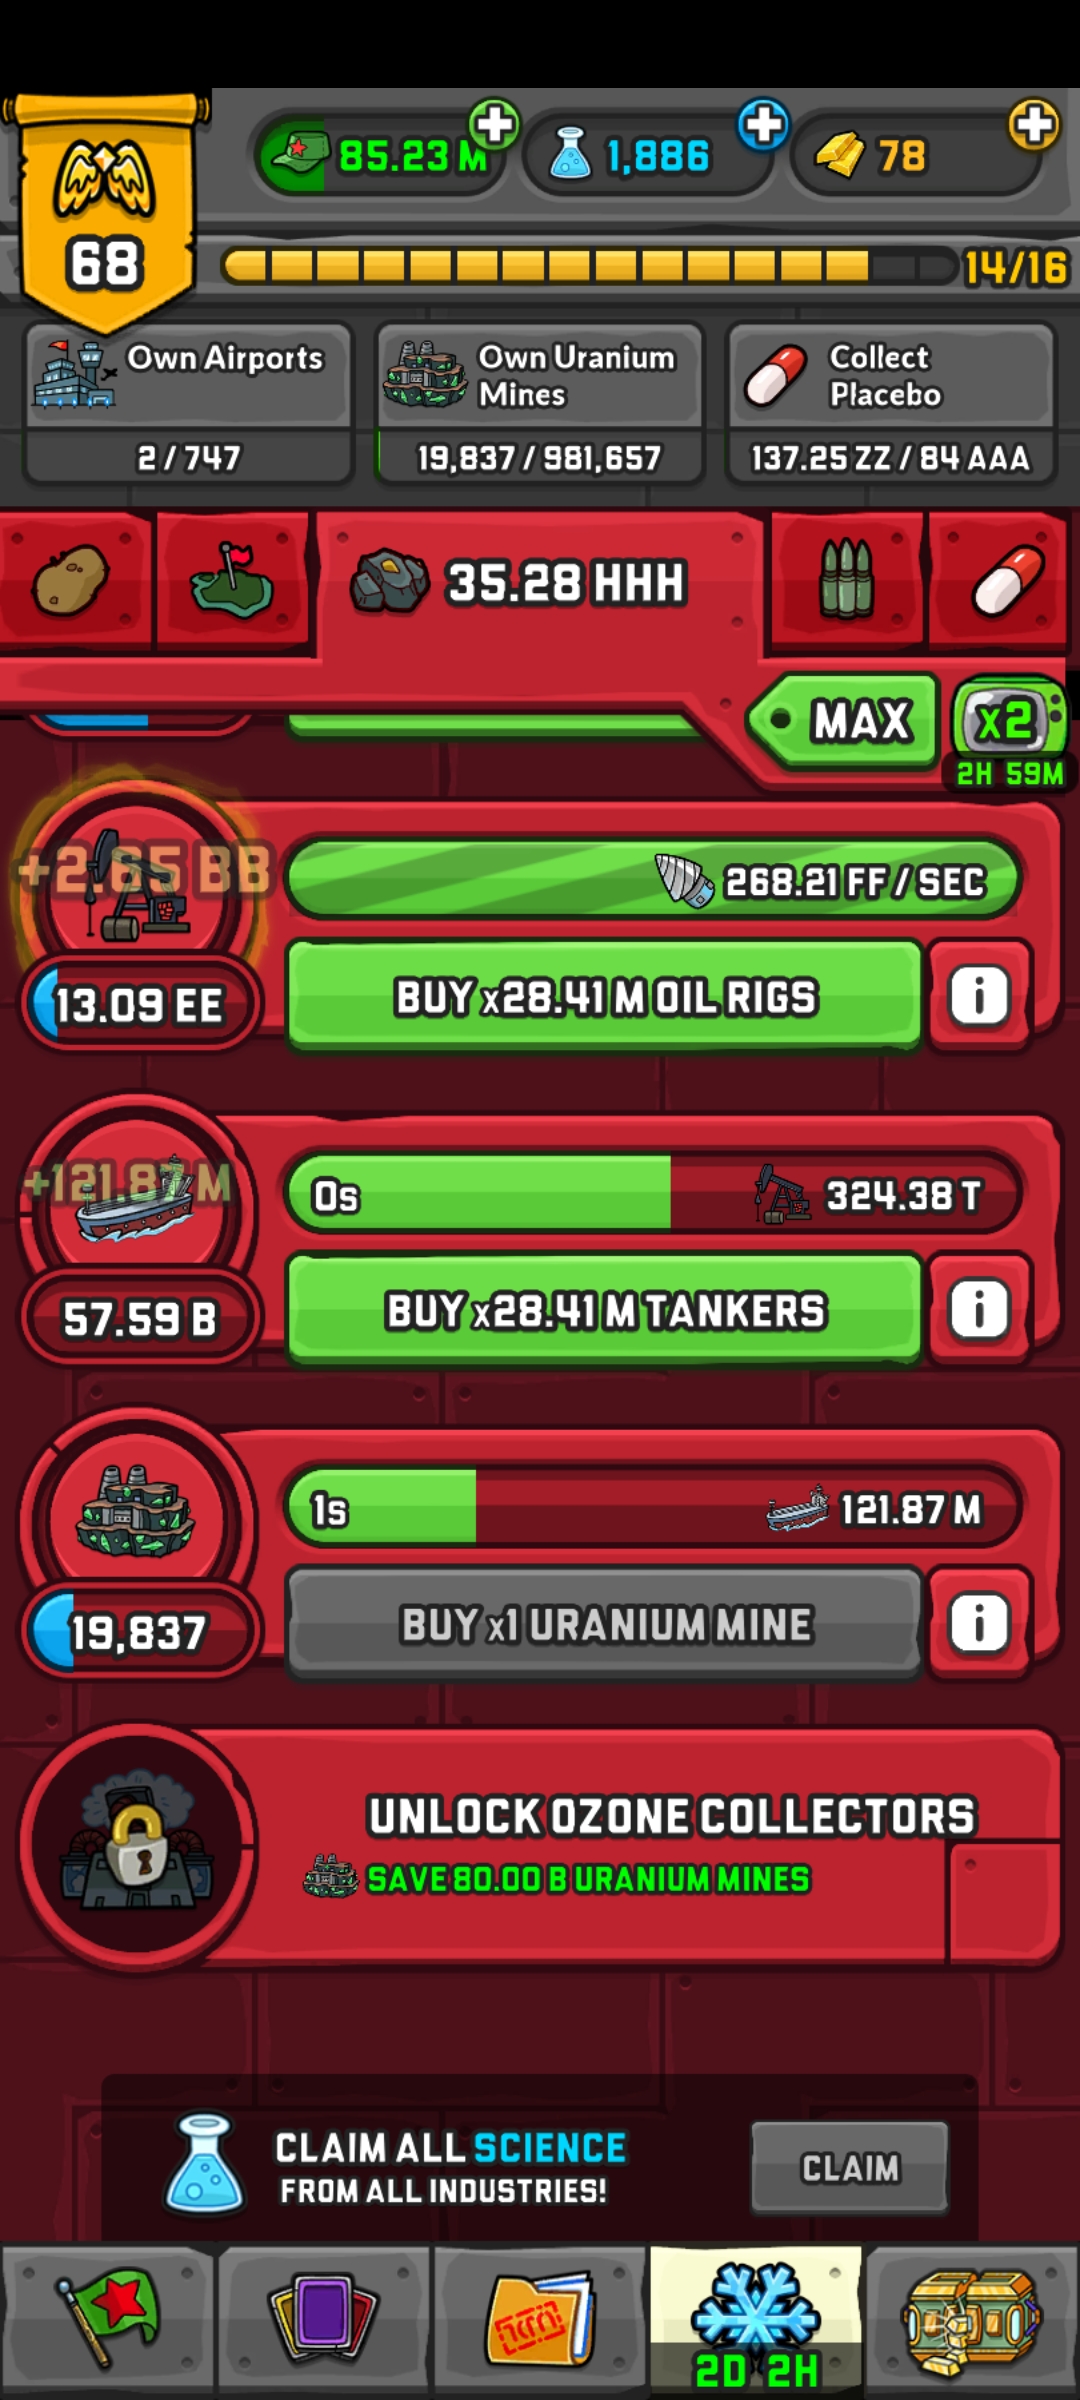 68
85.23 M
1,886
78
14/16
Own Airports
2 / 747
Own Uranium
Mines
19,837 / 981,657
Collect
Placebo
137.25 ZZ / 84 AAA
35.28 HHH
MAX
x2
2H 59M
+2.65 BB
268.21 FF / SEC
13.09 EE
BUY x28.41 M OIL RIGS
i
+121.87 M
0s
324.38 T
57.59 B
BUY x28.41 M TANKERS
i
1s
121.87 M
19,837
BUY x1 URANIUM MINE
i
UNLOCK OZONE COLLECTORS
SAVE 80.00 B URANIUM MINES
CLAIM ALL SCIENCE
FROM ALL INDUSTRIES!
CLAIM
2D 2H